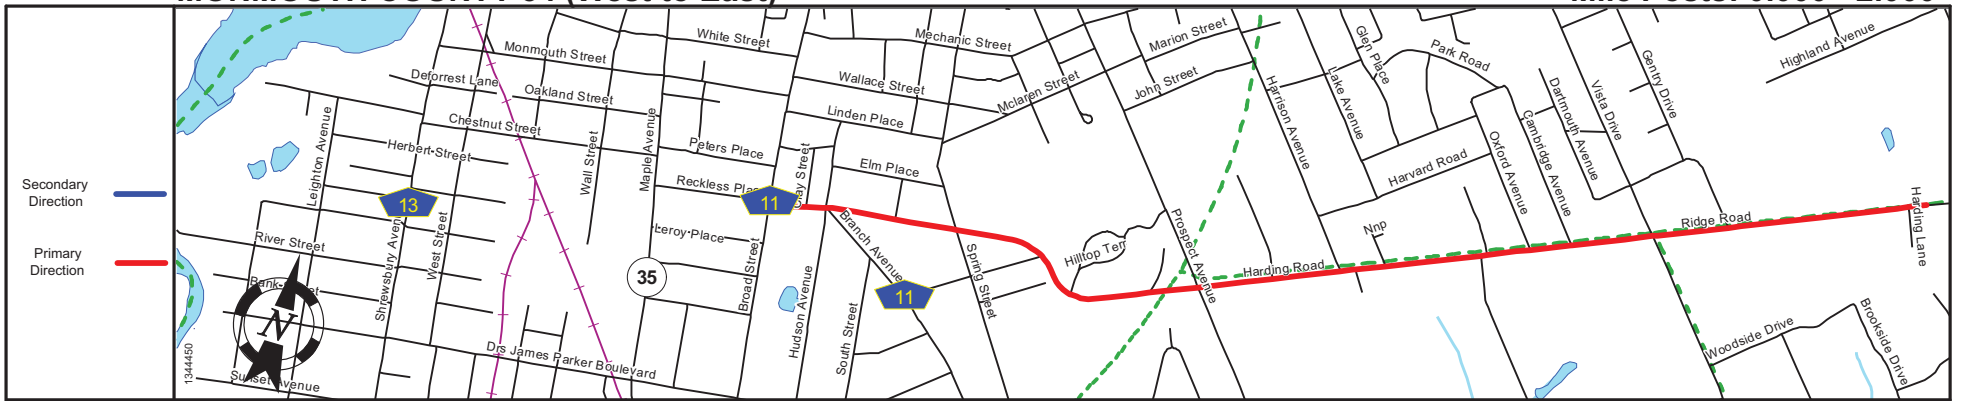 Secondary
Direction
Primary
Direction
White Street
Mechanic Street
Marion Street
Glen Place
Park Road
Highland Avenue
Monmouth Street
Deforrest Lane
Oakland Street
Wallace Street
Mclaren Street
John Street
Harrison Avenue
Lake Avenue
Dartmouth Avenue
Vista Drive
Gentry Drive
Leighton Avenue
Chestnut Street
Linden Place
Herbert Street
Wall Street
Maple Avenue
Peters Place
Elm Place
Harvard Road
Oxford Avenue
Cambridge Avenue
Reckless Place
13
11
River Street
Shrewsbury Avenue
West Street
Leroy Place
Branch Avenue
Spring Street
Hilltop Terr
Prospect Avenue
Nnp
Ridge Road
Harding Lane
Harding Road
Bank Street
35
Broad Street
Hudson Avenue
South Street
11
N
1344450
Sunset Avenue
Drs James Parker Boulevard
Woodside Drive
Brookside Drive